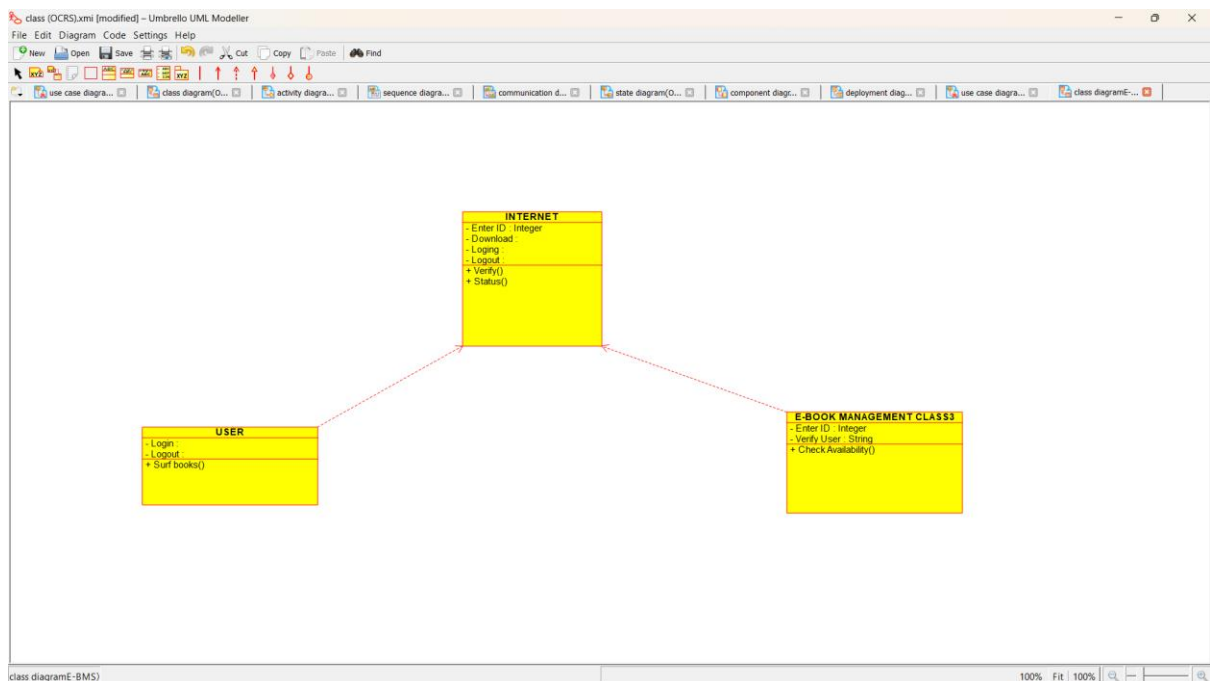 class (OCRS).xmi [modified] – Umbrello UML Modeller
File Edit Diagram Code Settings Help
New Open Save Cut Copy Paste Find
use case diagra... class diagram(O... activity diagra... sequence diagra... communication d... state diagram(O... component diagr... deployment diag... use case diagra... class diagramE-...
INTERNET
- Enter ID : Integer
- Download :
- Loging :
- Logout :
+ Verify()
+ Status()
USER
- Login :
- Logout :
+ Surf books()
E-BOOK MANAGEMENT CLASS3
- Enter ID : Integer
- Verify User : String
+ Check Availability()
class diagramE-BMS)
100% Fit 100%